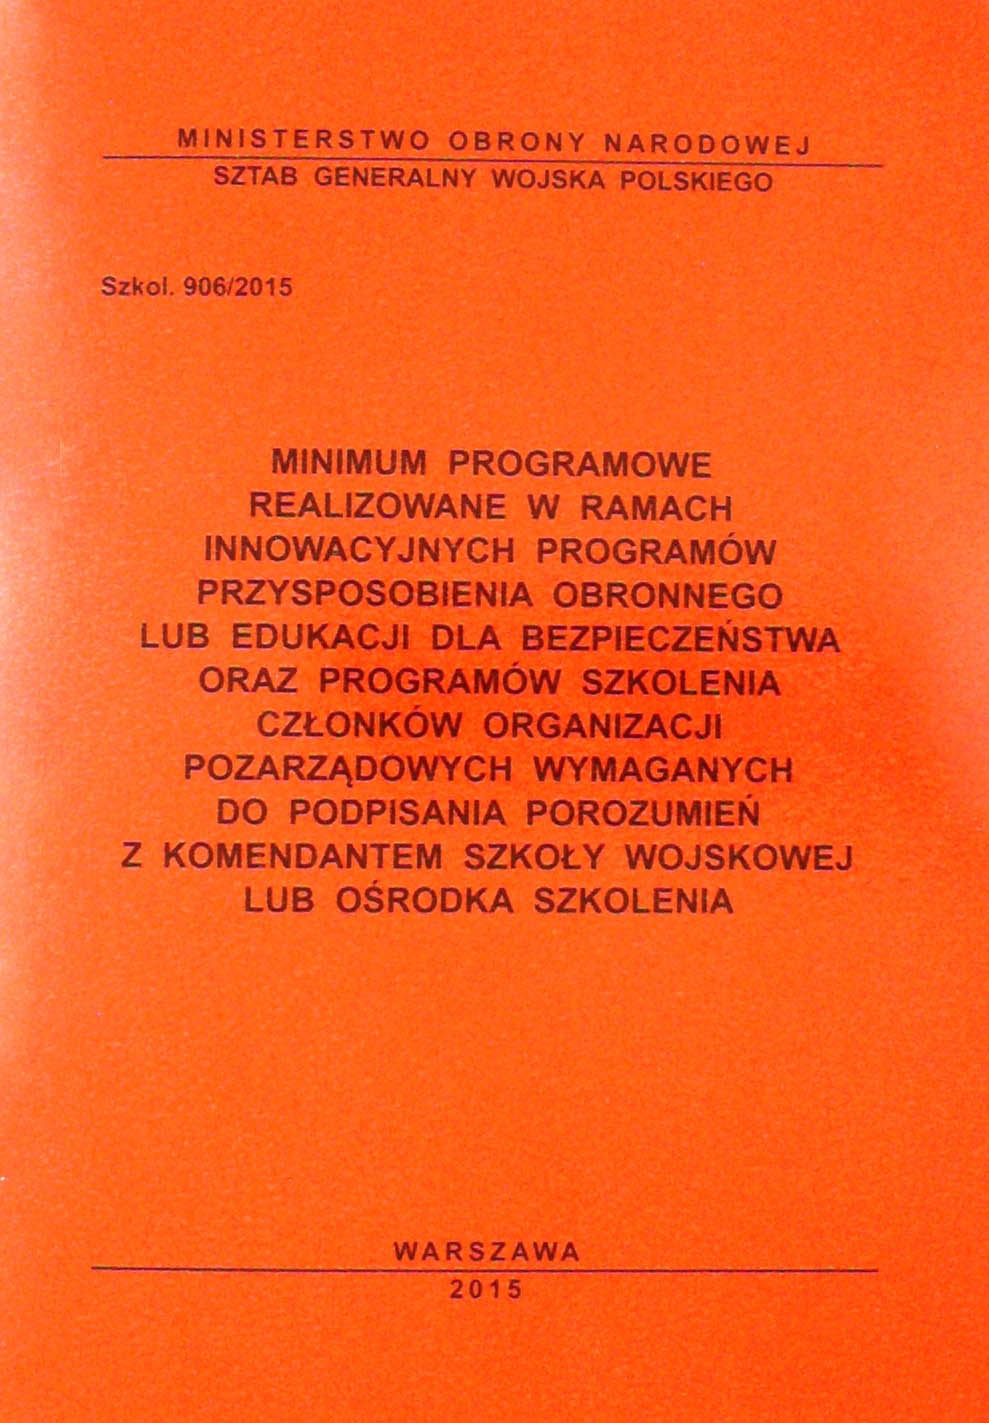 MINISTERSTWO OBRONY NARODOWEJ
SZTAB GENERALNY WOJSKA POLSKIEGO
Szkol. 906/2015
MINIMUM PROGRAMOWE
REALIZOWANE W RAMACH
INNOWACYJNYCH PROGRAMÓW
PRZYSPOSOBIENIA OBRONNEGO
LUB EDUKACJI DLA BEZPIECZEŃSTWA
ORAZ PROGRAMÓW SZKOLENIA
CZŁONKÓW ORGANIZACJI
POZARZĄDOWYCH WYMAGANYCH
DO PODPISANIA POROZUMIEŃ
Z KOMENDANTEM SZKOŁY WOJSKOWEJ
LUB OŚRODKA SZKOLENIA
WARSZAWA
2015